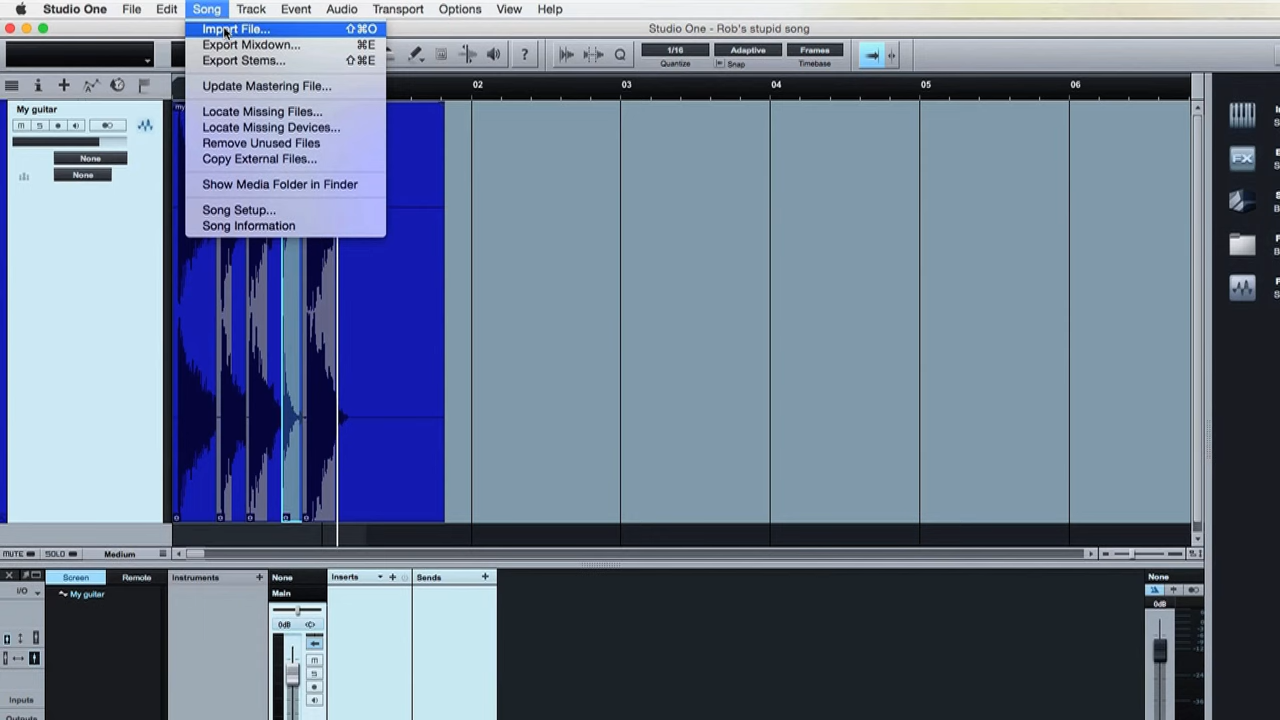 Studio One File Edit Song Track Event Audio Transport Options View Help
Studio One - Rob's stupid song
Import File... ⇧⌘O
Export Mixdown... ⌘E
Export Stems... ⇧⌘E
Update Mastering File...
Locate Missing Files...
Locate Missing Devices...
Remove Unused Files
Copy External Files...
Show Media Folder in Finder
Song Setup...
Song Information
1/16 Adaptive Frames
Quantize Snap Timebase
02 03 04 05 06
My guitar
M S
None
None
FX
MUTE SOLO Medium
Screen Remote Instruments None Inserts Sends None
I/O My guitar Main
0dB <C> 0dB
M
S
Inputs
Outputs